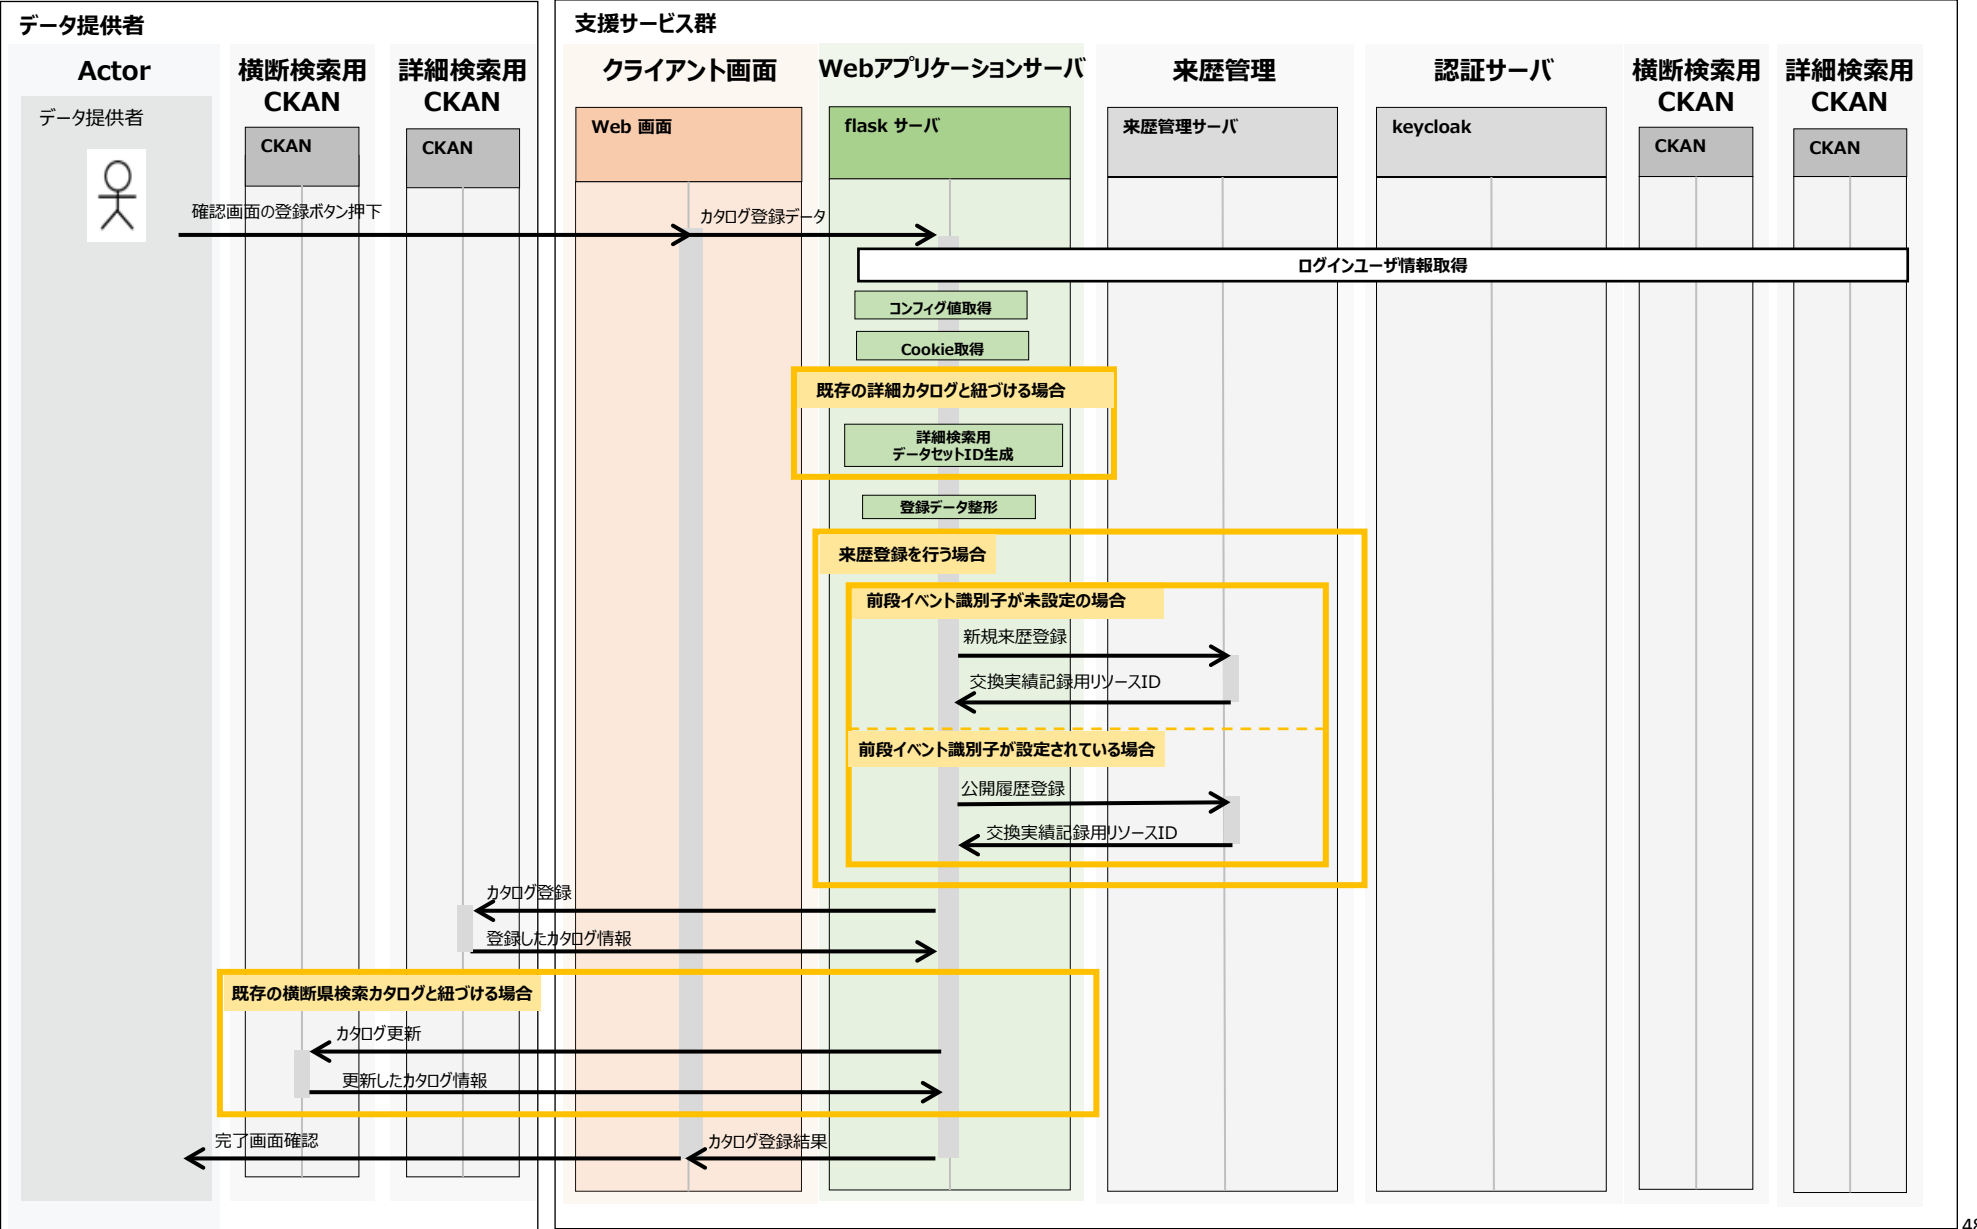 データ提供者
支援サービス群
Actor
横断検索用
CKAN
詳細検索用
CKAN
クライアント画面
Webアプリケーションサーバ
来歴管理
認証サーバ
横断検索用
CKAN
詳細検索用
CKAN
データ提供者
CKAN
CKAN
Web 画面
flask サーバ
来歴管理サーバ
keycloak
CKAN
CKAN
確認画面の登録ボタン押下
カタログ登録データ
ログインユーザ情報取得
コンフィグ値取得
Cookie取得
既存の詳細カタログと紐づける場合
詳細検索用
データセットID生成
登録データ整形
来歴登録を行う場合
前段イベント識別子が未設定の場合
新規来歴登録
交換実績記録用リソースID
前段イベント識別子が設定されている場合
公開履歴登録
交換実績記録用リソースID
カタログ登録
登録したカタログ情報
既存の横断県検索カタログと紐づける場合
カタログ更新
更新したカタログ情報
完了画面確認
カタログ登録結果